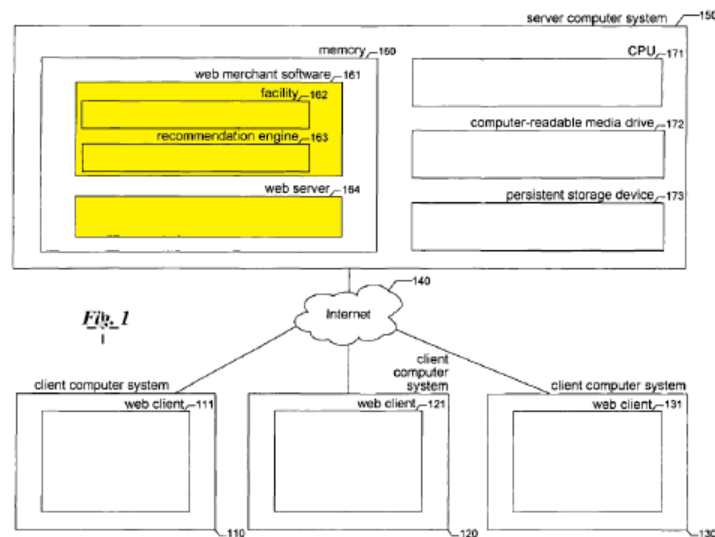 server computer system 150
memory 160
CPU 171
web merchant software 161
facility 162
recommendation engine 163
computer-readable media drive 172
web server 164
persistent storage device 173
140
Internet
Fig. 1
client computer system
web client 111
110
client
computer
system
web client 121
120
client computer system
web client 131
130